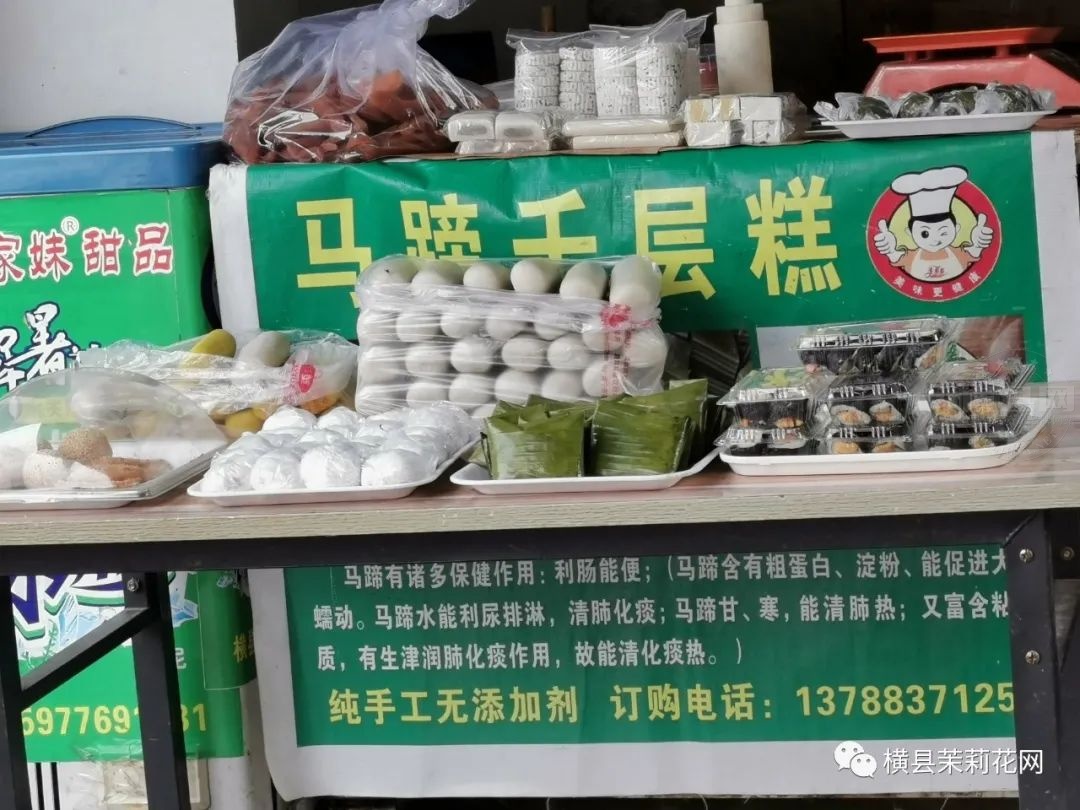 马蹄千层糕
家妹®甜品
美味更健康
马蹄有诸多保健作用：利肠能便；（马蹄含有粗蛋白、淀粉、能促进大
蠕动。马蹄水能利尿排淋，清肺化痰；马蹄甘、寒，能清肺热；又富含粘
质，有生津润肺化痰作用，故能清化痰热。）
纯手工无添加剂 订购电话：1378837125
横县茉莉花网